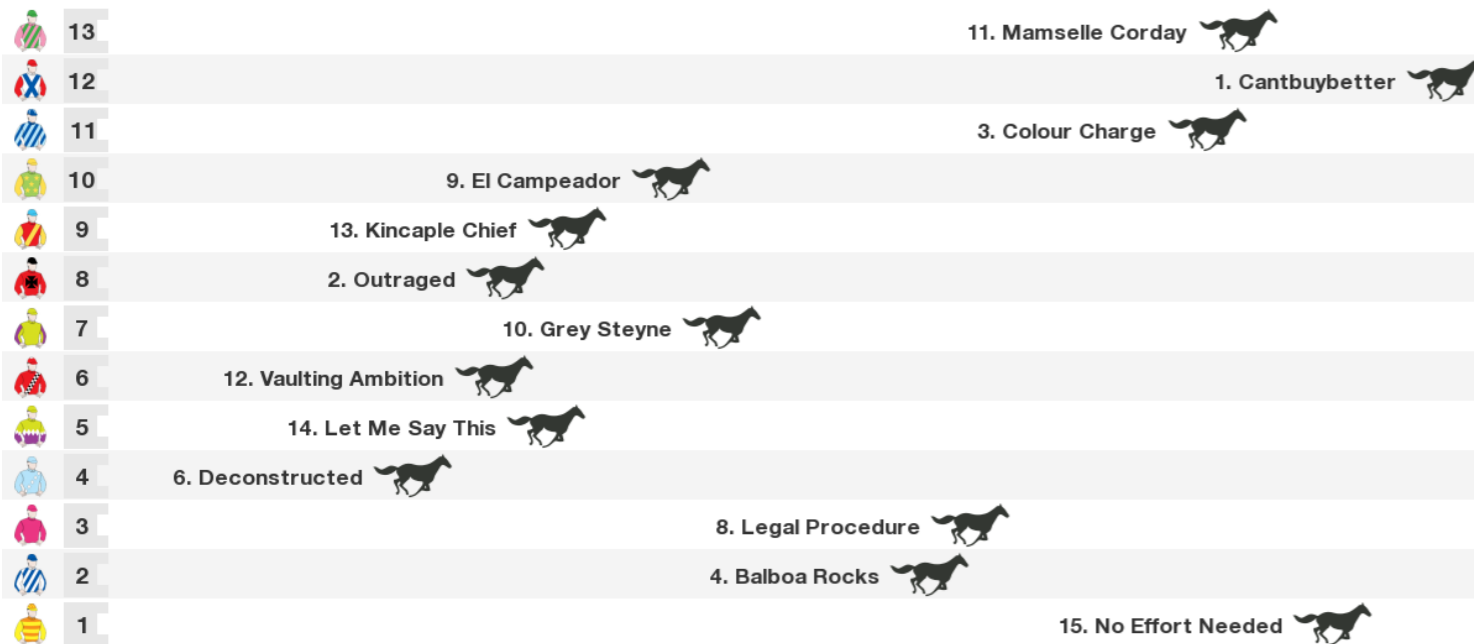 13 11. Mamselle Corday
12 1. Cantbuybetter
11 3. Colour Charge
10 9. El Campeador
9 13. Kincaple Chief
8 2. Outraged
7 10. Grey Steyne
6 12. Vaulting Ambition
5 14. Let Me Say This
4 6. Deconstructed
3 8. Legal Procedure
2 4. Balboa Rocks
1 15. No Effort Needed